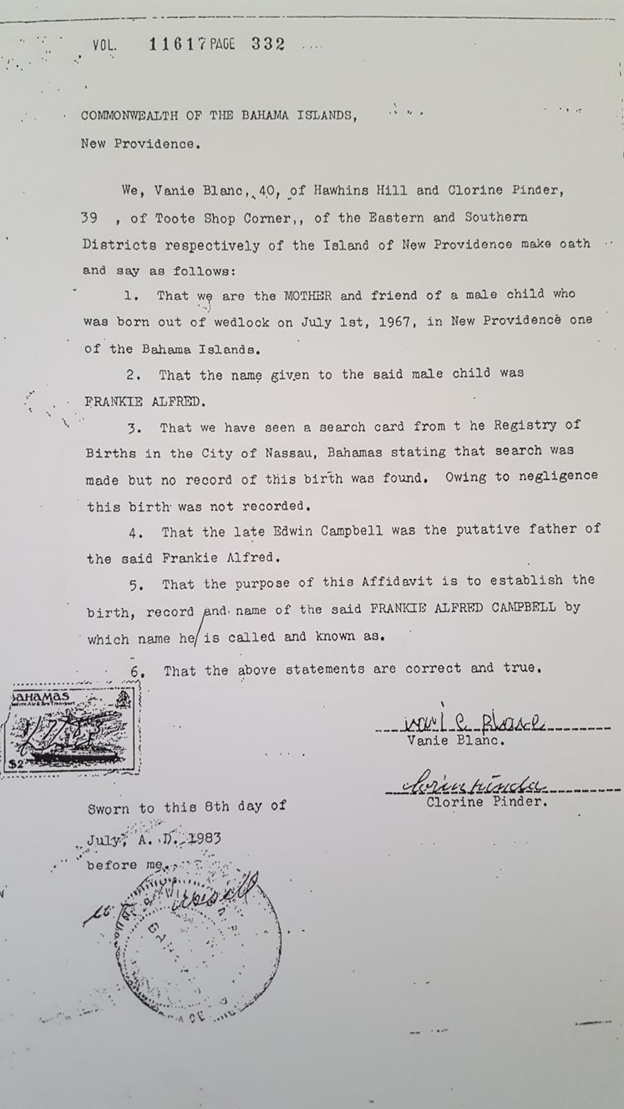 VOL. 11617 PAGE 332
COMMONWEALTH OF THE BAHAMA ISLANDS,
New Providence.
We, Vanie Blanc, 40, of Hawhins Hill and Clorine Pinder,
39 , of Toote Shop Corner,, of the Eastern and Southern
Districts respectively of the Island of New Providence make oath
and say as follows:
1. That we are the MOTHER and friend of a male child who
was born out of wedlock on July 1st, 1967, in New Providence one
of the Bahama Islands.
2. That the name given to the said male child was
FRANKIE ALFRED.
3. That we have seen a search card from t he Registry of
Births in the City of Nassau, Bahamas stating that search was
made but no record of this birth was found. Owing to negligence
this birth was not recorded.
4. That the late Edwin Campbell was the putative father of
the said Frankie Alfred.
5. That the purpose of this Affidavit is to establish the
birth, record and name of the said FRANKIE ALFRED CAMPBELL by
which name he is called and known as.
6. That the above statements are correct and true.
BAHAMAS
$2
Vanie Blanc.
Clorine Pinder.
Sworn to this 8th day of
July, A. D. 1983
before me,